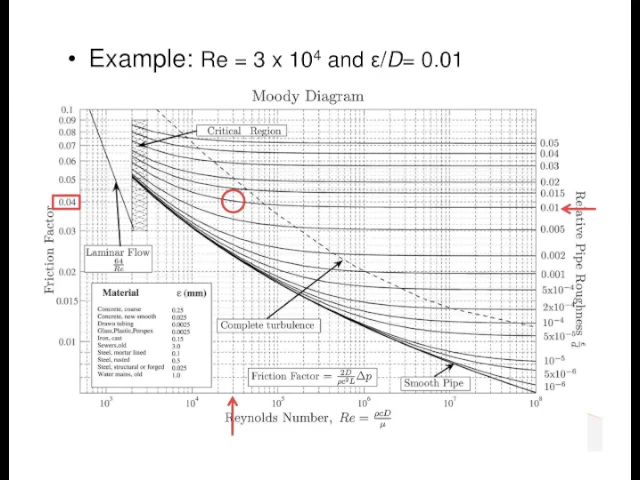 • Example: Re = 3 x 10⁴ and ε/D= 0.01
Moody Diagram
0.1
0.09
0.08
0.07
0.06
0.05
0.04
0.03
0.02
0.015
0.01
Friction Factor
Critical Region
Laminar Flow
64/Re
Complete turbulence
Material ε (mm)
Concrete, coarse 0.25
Concrete, new smooth 0.025
Drawn tubing 0.0025
Glass,Plastic,Perspex 0.0025
Iron, cast 0.15
Sewers,old 3.0
Steel, mortar lined 0.1
Steel, rusted 0.5
Steel, structural or forged 0.025
Water mains, old 1.0
Friction Factor = 2D/ρc²L Δp
Smooth Pipe
0.05
0.04
0.03
0.02
0.015
0.01
0.005
0.002
0.001
5x10⁻⁴
2x10⁻⁴
10⁻⁴
5x10⁻⁵
10⁻⁵
5x10⁻⁶
10⁻⁶
Relative Pipe Roughness ε/d
10³ 10⁴ 10⁵ 10⁶ 10⁷ 10⁸
Reynolds Number, Re = ρcD/μ